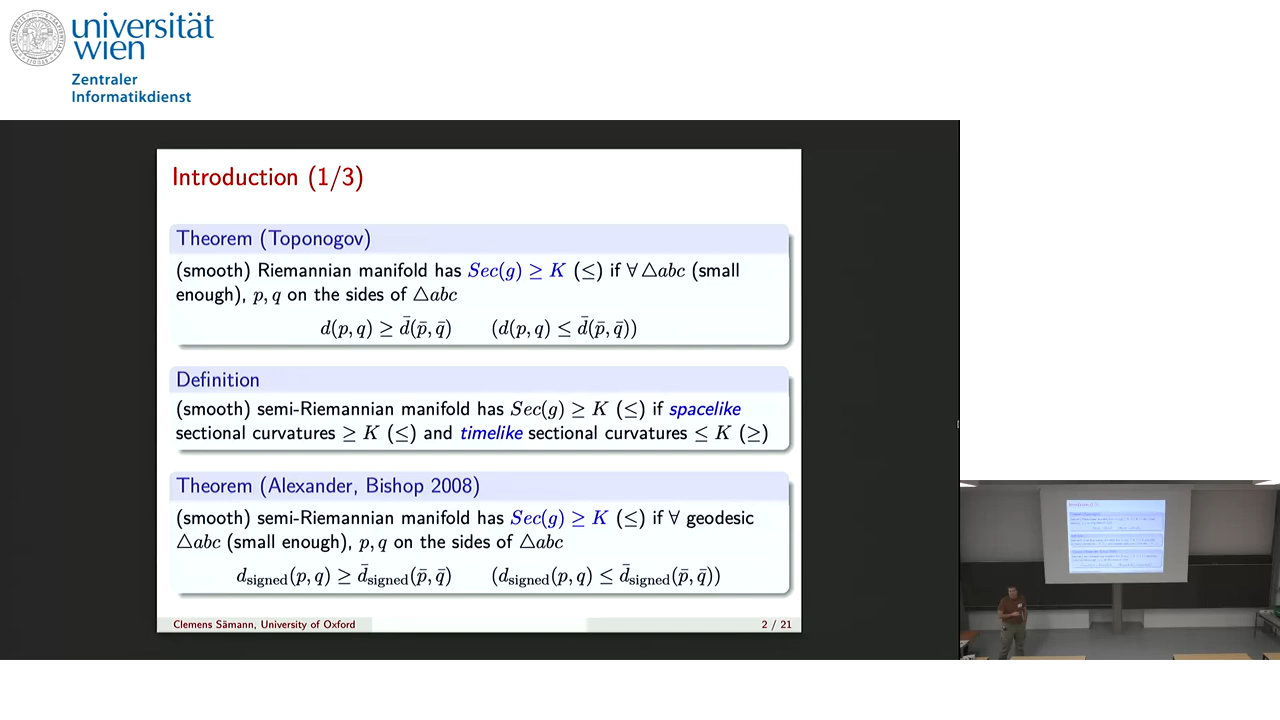 universität
wien
Zentraler
Informatikdienst
Introduction (1/3)
Theorem (Toponogov)
(smooth) Riemannian manifold has Sec(g) ≥ K (≤) if ∀ △abc (small
enough), p, q on the sides of △abc
d(p, q) ≥ d̄(p̄, q̄) (d(p, q) ≤ d̄(p̄, q̄))
Definition
(smooth) semi-Riemannian manifold has Sec(g) ≥ K (≤) if spacelike
sectional curvatures ≥ K (≤) and timelike sectional curvatures ≤ K (≥)
Theorem (Alexander, Bishop 2008)
(smooth) semi-Riemannian manifold has Sec(g) ≥ K (≤) if ∀ geodesic
△abc (small enough), p, q on the sides of △abc
d_signed(p, q) ≥ d̄_signed(p̄, q̄) (d_signed(p, q) ≤ d̄_signed(p̄, q̄))
Clemens Sämann, University of Oxford
2 / 21